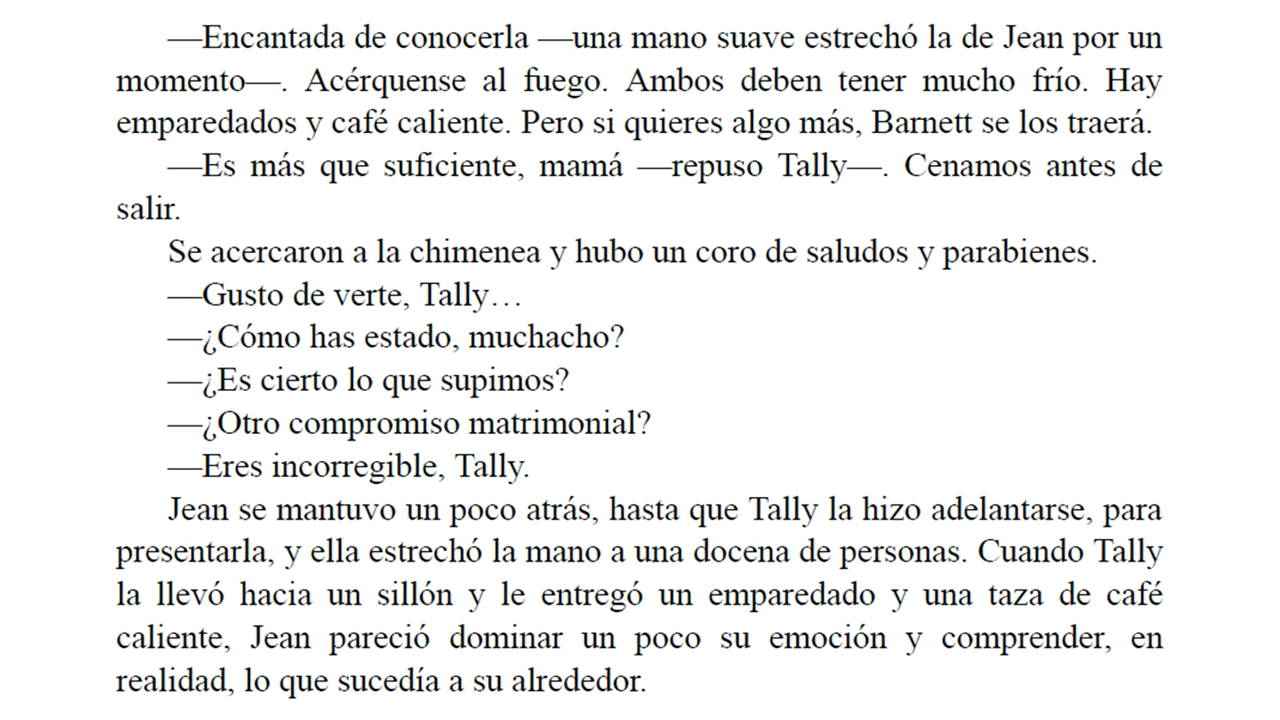 —Encantada de conocerla —una mano suave estrechó la de Jean por un
momento—. Acérquense al fuego. Ambos deben tener mucho frío. Hay
emparedados y café caliente. Pero si quieres algo más, Barnett se los traerá.
—Es más que suficiente, mamá —repuso Tally—. Cenamos antes de
salir.
Se acercaron a la chimenea y hubo un coro de saludos y parabienes.
—Gusto de verte, Tally…
—¿Cómo has estado, muchacho?
—¿Es cierto lo que supimos?
—¿Otro compromiso matrimonial?
—Eres incorregible, Tally.
Jean se mantuvo un poco atrás, hasta que Tally la hizo adelantarse, para
presentarla, y ella estrechó la mano a una docena de personas. Cuando Tally
la llevó hacia un sillón y le entregó un emparedado y una taza de café
caliente, Jean pareció dominar un poco su emoción y comprender, en
realidad, lo que sucedía a su alrededor.